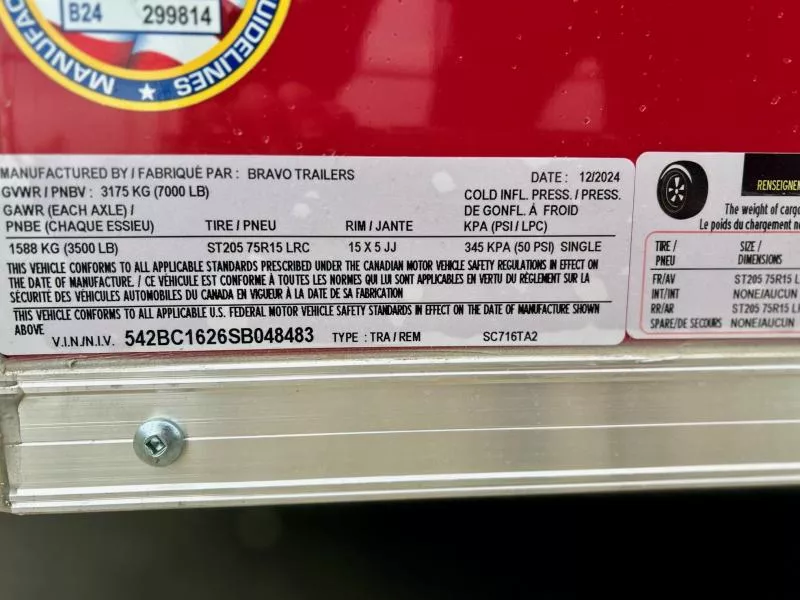 B24 299814
MANUFAC
GUIDELINES
MANUFACTURED BY / FABRIQUÉ PAR : BRAVO TRAILERS DATE : 12/2024
GVWR / PNBV : 3175 KG (7000 LB) COLD INFL. PRESS. / PRESS.
GAWR (EACH AXLE) / DE GONFL. À FROID
PNBE (CHAQUE ESSIEU) TIRE / PNEU RIM / JANTE KPA (PSI / LPC)
1588 KG (3500 LB) ST205 75R15 LRC 15 X 5 JJ 345 KPA (50 PSI) SINGLE
THIS VEHICLE CONFORMS TO ALL APPLICABLE STANDARDS PRESCRIBED UNDER THE CANADIAN MOTOR VEHICLE SAFETY REGULATIONS IN EFFECT ON
THE DATE OF MANUFACTURE. / CE VÉHICULE EST CONFORME À TOUTES LES NORMES QUI LUI SONT APPLICABLES EN VERTU DU RÈGLEMENT SUR LA
SÉCURITÉ DES VÉHICULES AUTOMOBILES DU CANADA EN VIGUEUR À LA DATE DE SA FABRICATION
THIS VEHICLE CONFORMS TO ALL APPLICABLE U.S. FEDERAL MOTOR VEHICLE SAFETY STANDARDS IN EFFECT ON THE DATE OF MANUFACTURE SHOWN
ABOVE
V.I.N./N.I.V. 542BC1626SB048483 TYPE : TRA / REM SC716TA2
RENSEIGNEM
The weight of cargo
Le poids du chargement n
TIRE / SIZE /
PNEU DIMENSIONS
FR/AV ST205 75R15 L
INT/INT NONE/AUCUN
RR/AR ST205 75R15 LR
SPARE/DE SECOURS NONE/AUCUN